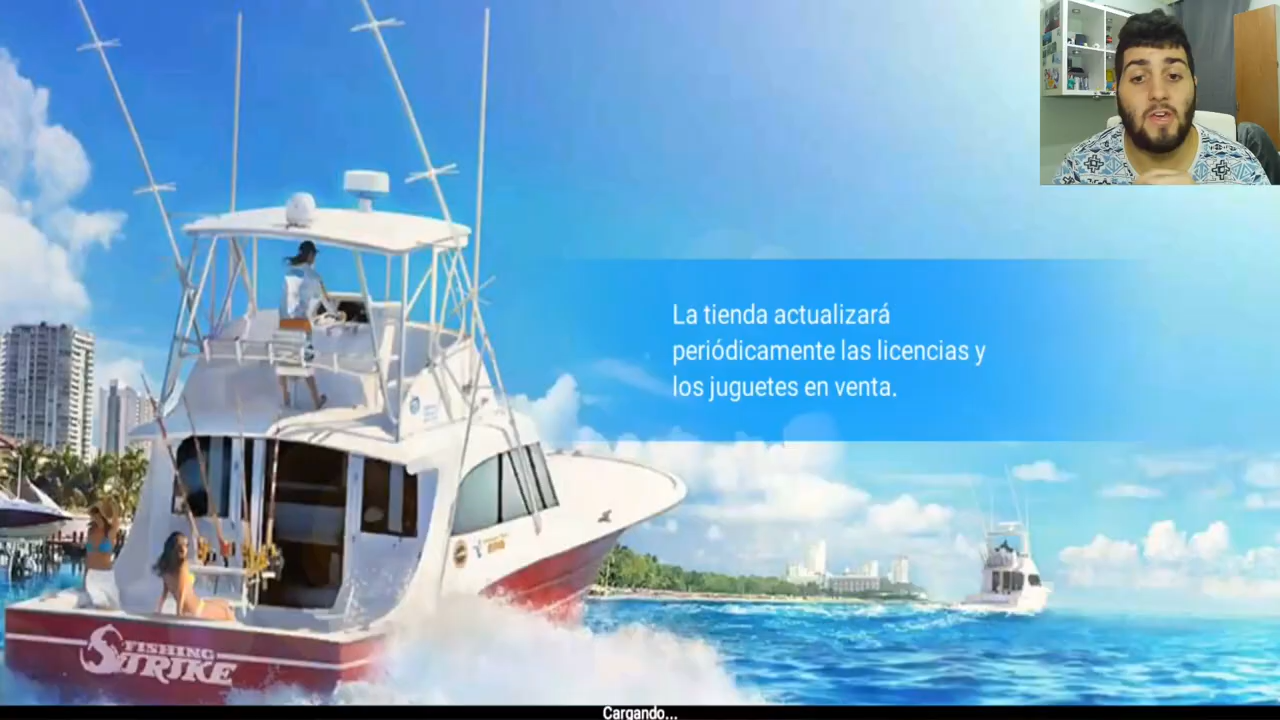 La tienda actualizará
periódicamente las licencias y
los juguetes en venta.
FISHING
STRIKE
Cargando...